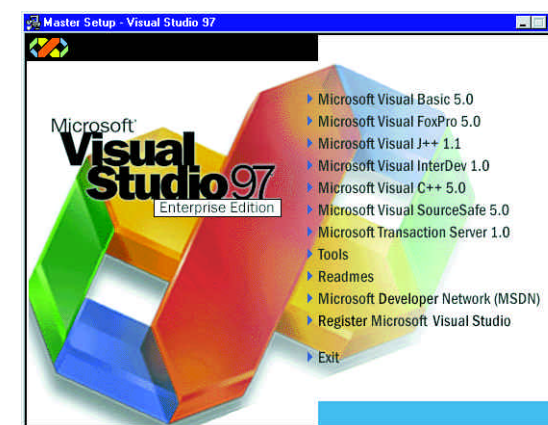 Master Setup - Visual Studio 97
Microsoft
Visual
Studio 97
Enterprise Edition
Microsoft Visual Basic 5.0
Microsoft Visual FoxPro 5.0
Microsoft Visual J++ 1.1
Microsoft Visual InterDev 1.0
Microsoft Visual C++ 5.0
Microsoft Visual SourceSafe 5.0
Microsoft Transaction Server 1.0
Tools
Readmes
Microsoft Developer Network (MSDN)
Register Microsoft Visual Studio
Exit